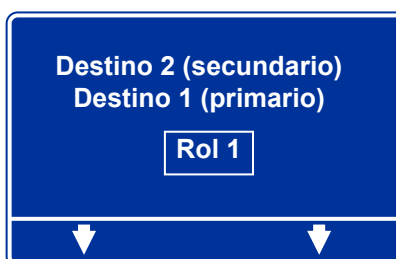 Destino 2 (secundario)
Destino 1 (primario)
Rol 1